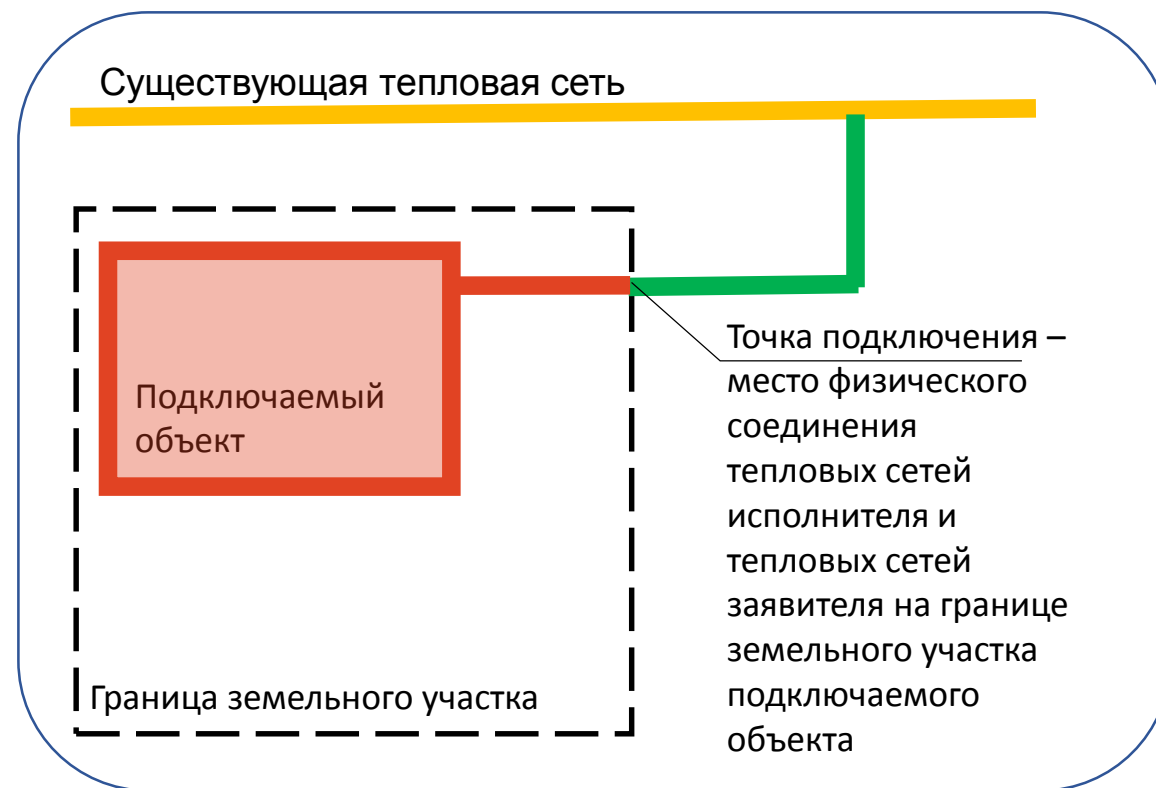 Существующая тепловая сеть
Подключаемый
объект
Граница земельного участка
Точка подключения –
место физического
соединения
тепловых сетей
исполнителя и
тепловых сетей
заявителя на границе
земельного участка
подключаемого
объекта